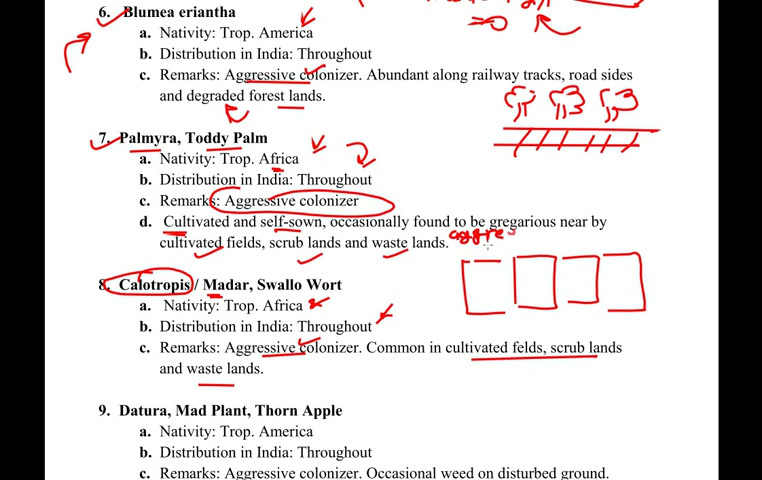 6. Blumea eriantha
a. Nativity: Trop. America
b. Distribution in India: Throughout
c. Remarks: Aggressive colonizer. Abundant along railway tracks, road sides
and degraded forest lands.
7. Palmyra, Toddy Palm
a. Nativity: Trop. Africa
b. Distribution in India: Throughout
c. Remarks: Aggressive colonizer
d. Cultivated and self-sown, occasionally found to be gregarious near by
cultivated fields, scrub lands and waste lands.
aggre
8. Calotropis/ Madar, Swallo Wort
a. Nativity: Trop. Africa
b. Distribution in India: Throughout
c. Remarks: Aggressive colonizer. Common in cultivated felds, scrub lands
and waste lands.
9. Datura, Mad Plant, Thorn Apple
a. Nativity: Trop. America
b. Distribution in India: Throughout
c. Remarks: Aggressive colonizer. Occasional weed on disturbed ground.